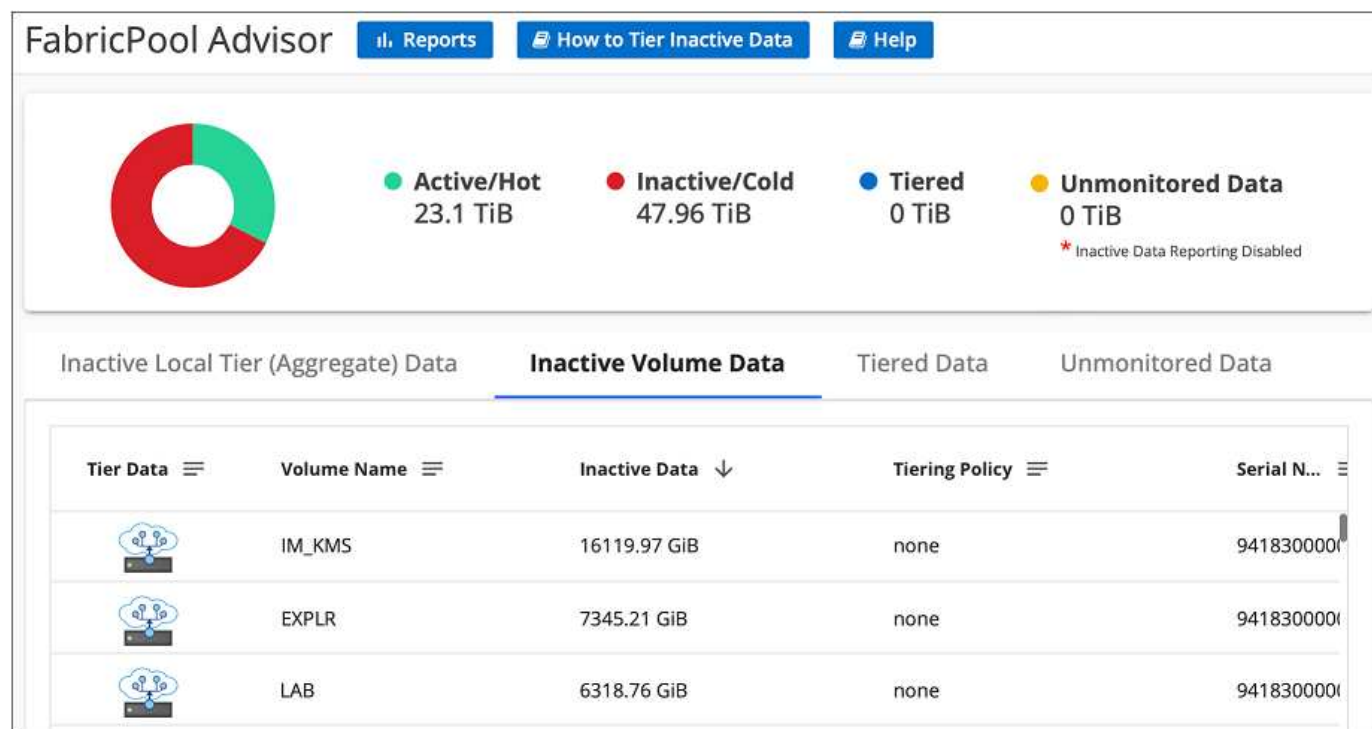 FabricPool Advisor Reports How to Tier Inactive Data Help
Active/Hot Inactive/Cold Tiered Unmonitored Data
23.1 TiB 47.96 TiB 0 TiB 0 TiB
* Inactive Data Reporting Disabled
Inactive Local Tier (Aggregate) Data Inactive Volume Data Tiered Data Unmonitored Data
Tier Data Volume Name Inactive Data Tiering Policy Serial N...
IM_KMS 16119.97 GiB none 9418300000
EXPLR 7345.21 GiB none 9418300000
LAB 6318.76 GiB none 9418300000